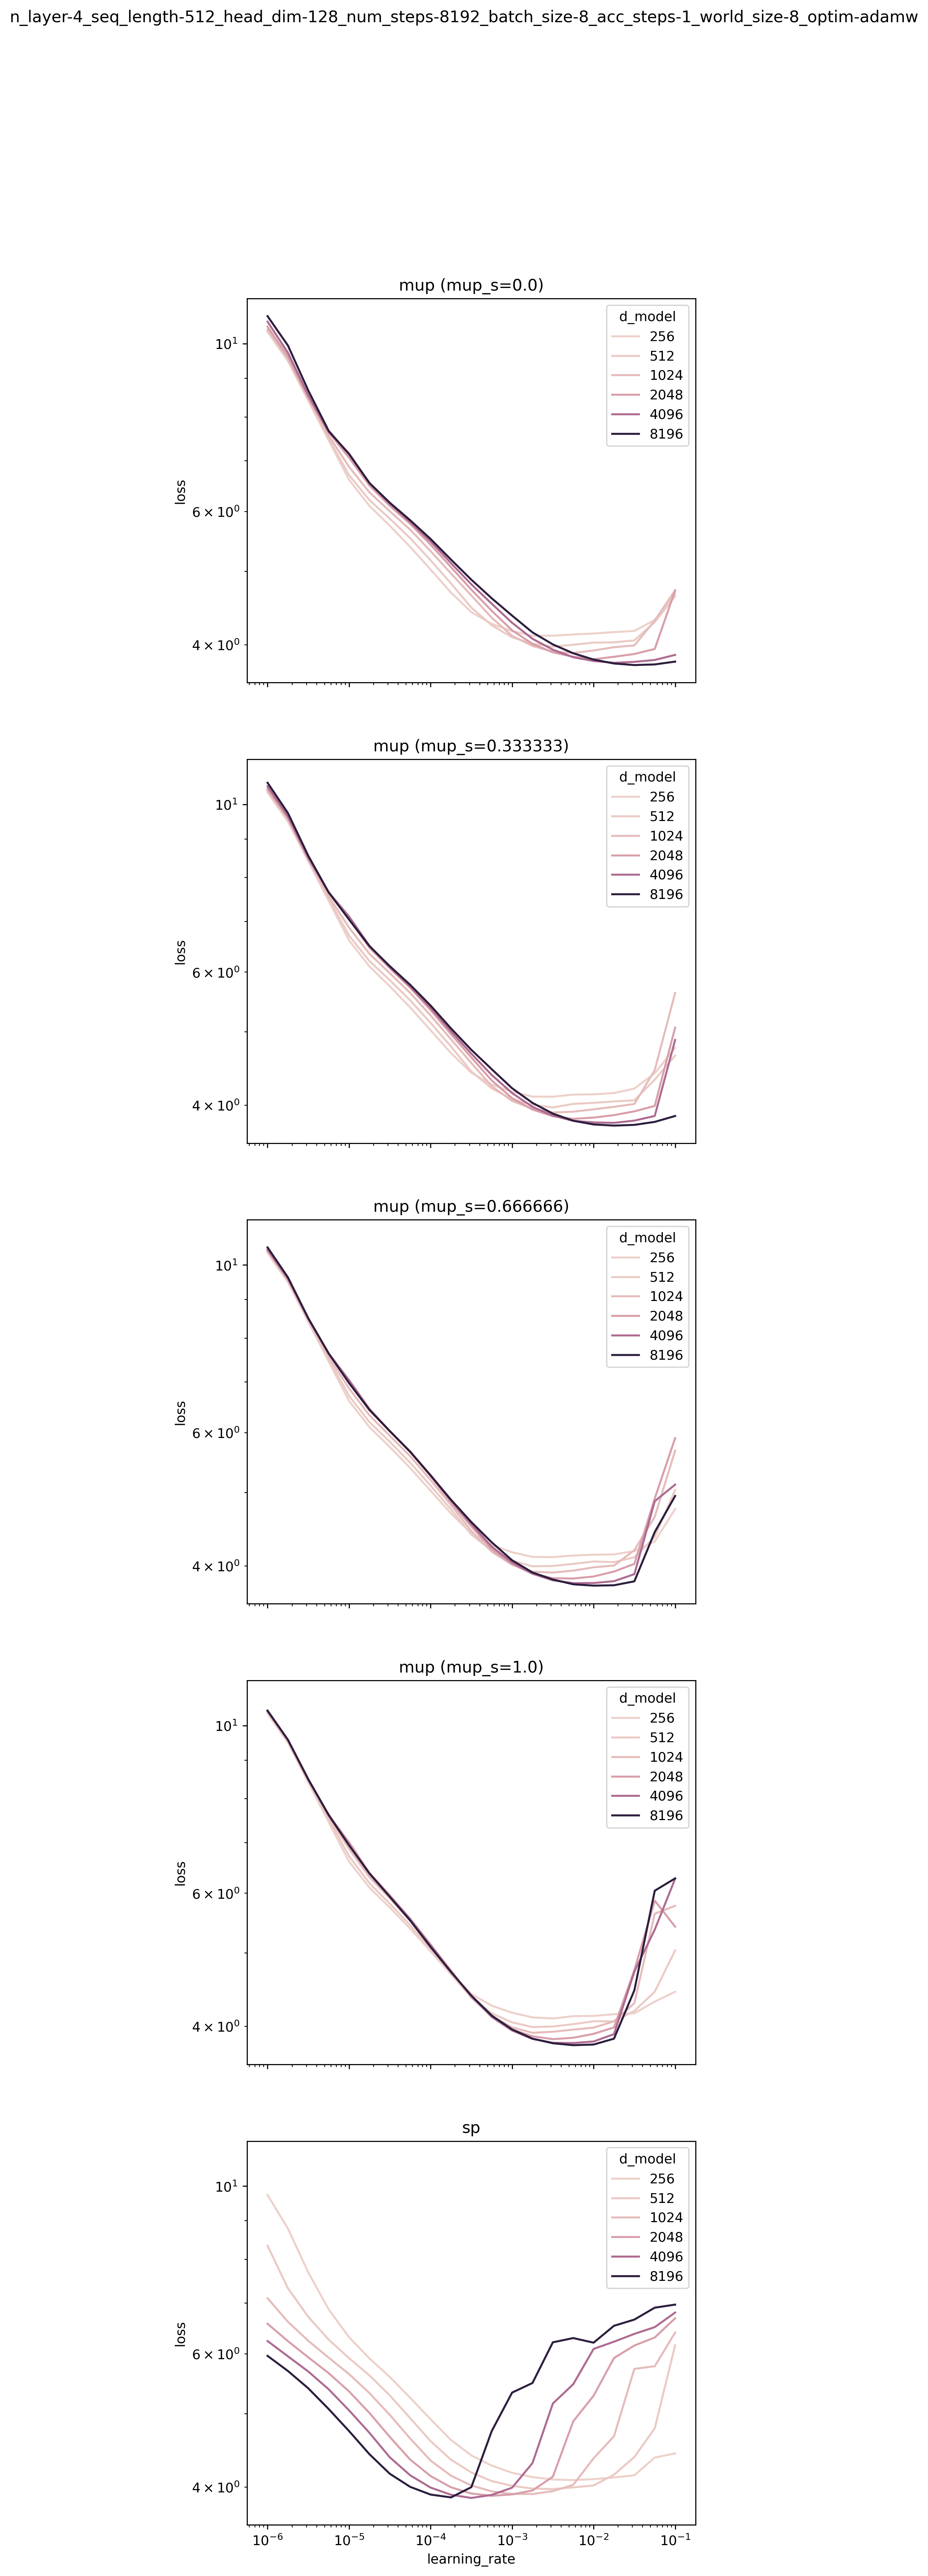 n_layer-4_seq_length-512_head_dim-128_num_steps-8192_batch_size-8_acc_steps-1_world_size-8_optim-adamw
mup (mup_s=0.0)
d_model
256
512
1024
2048
4096
8196
10¹
6 × 10⁰
4 × 10⁰
loss
mup (mup_s=0.333333)
d_model
256
512
1024
2048
4096
8196
10¹
6 × 10⁰
4 × 10⁰
loss
mup (mup_s=0.666666)
d_model
256
512
1024
2048
4096
8196
10¹
6 × 10⁰
4 × 10⁰
loss
mup (mup_s=1.0)
d_model
256
512
1024
2048
4096
8196
10¹
6 × 10⁰
4 × 10⁰
loss
sp
d_model
256
512
1024
2048
4096
8196
10¹
6 × 10⁰
4 × 10⁰
loss
10⁻⁶ 10⁻⁵ 10⁻⁴ 10⁻³ 10⁻² 10⁻¹
learning_rate